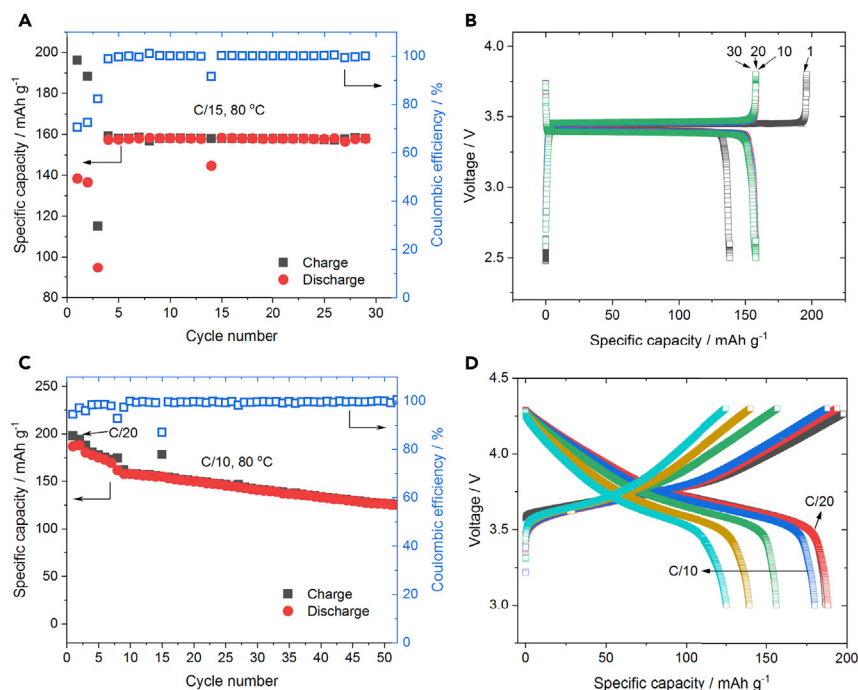 A
Specific capacity / mAh g⁻¹
200
180
160
140
120
100
80
C/15, 80 °C
Charge
Discharge
100
80
60
40
20
0
Coulombic efficiency / %
0 5 10 15 20 25 30
Cycle number
B
Voltage / V
4.0
3.5
3.0
2.5
30 20 10 1
0 50 100 150 200
Specific capacity / mAh g⁻¹
C
Specific capacity / mAh g⁻¹
250
200
150
100
50
0
C/20
C/10, 80 °C
Charge
Discharge
100
80
60
40
20
0
Coulombic efficiency / %
0 5 10 15 20 25 30 35 40 45 50
Cycle number
D
Voltage / V
4.5
4.0
3.5
3.0
C/20
C/10
0 50 100 150 200
Specific capacity / mAh g⁻¹